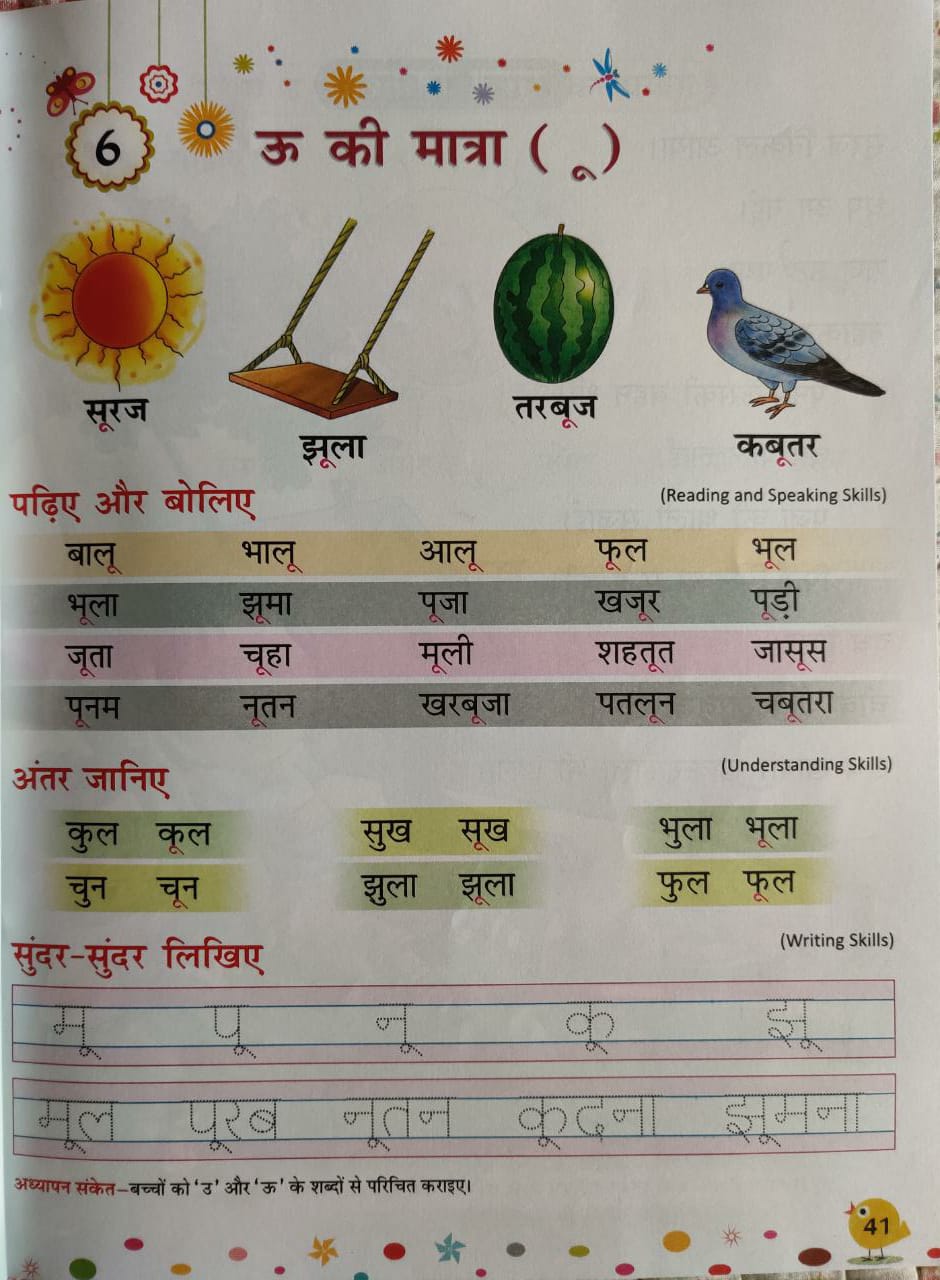 6
ऊ की मात्रा ( ू )
सूरज झूला तरबूज कबूतर
पढ़िए और बोलिए (Reading and Speaking Skills)
बालू भालू आलू फूल भूल
भूला झूमा पूजा खजूर पूड़ी
जूता चूहा मूली शहतूत जासूस
पूनम नूतन खरबूजा पतलून चबूतरा
अंतर जानिए (Understanding Skills)
कुल कूल सुख सूख भुला भूला
चुन चून झुला झूला फुल फूल
सुंदर-सुंदर लिखिए (Writing Skills)
मू पू नू कू झू
मूल पूरब नूतन कूदना झूमना
अध्यापन संकेत–बच्चों को ‘उ’ और ‘ऊ’ के शब्दों से परिचित कराइए।
41